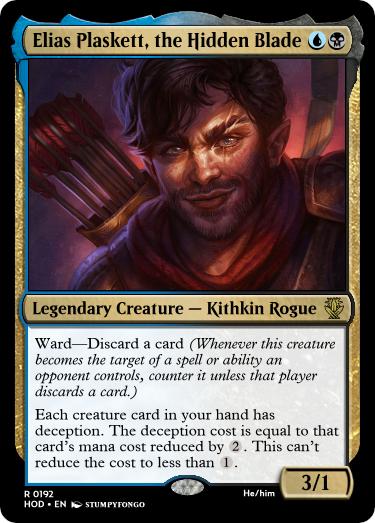 Elias Plaskett, the Hidden Blade
Legendary Creature — Kithkin Rogue
Ward—Discard a card (Whenever this creature
becomes the target of a spell or ability an
opponent controls, counter it unless that player
discards a card.)
Each creature card in your hand has
deception. The deception cost is equal to that
card's mana cost reduced by 2. This can't
reduce the cost to less than 1.
3/1
R 0192
HOD • EN STUMPYFONGO
He/him